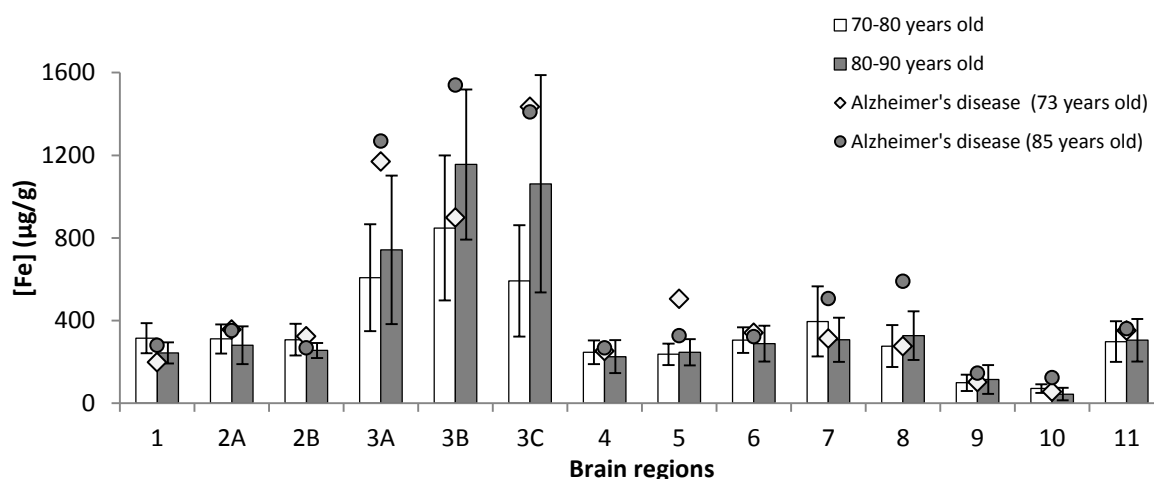 70-80 years old
80-90 years old
Alzheimer's disease (73 years old)
Alzheimer's disease (85 years old)
[Fe] (µg/g)
1600
1200
800
400
0
1 2A 2B 3A 3B 3C 4 5 6 7 8 9 10 11
Brain regions